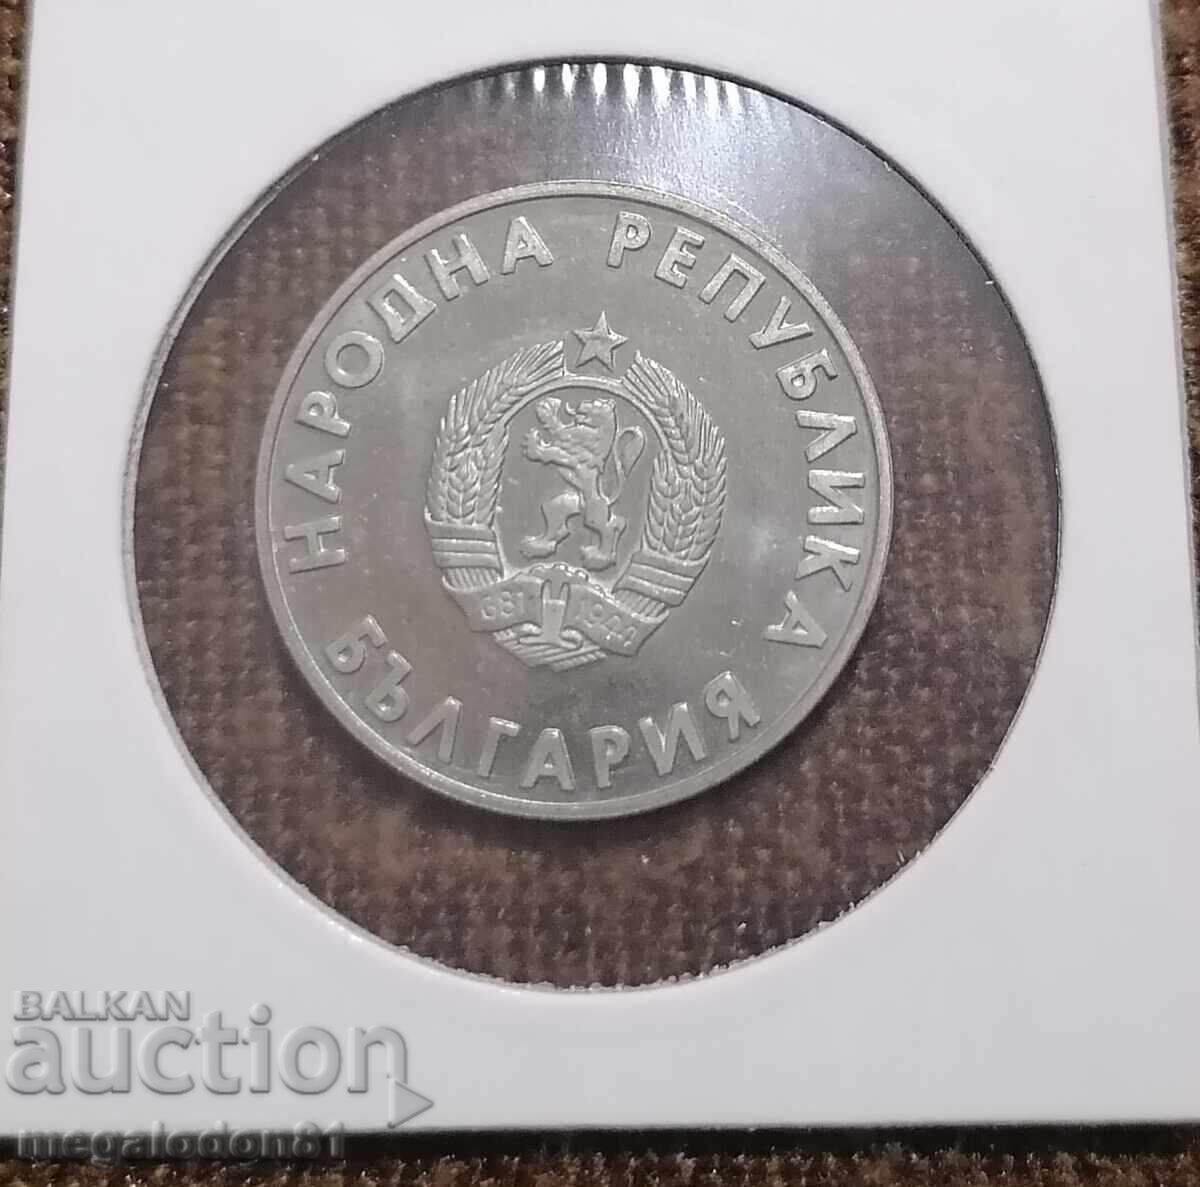 НАРОДНА РЕПУБЛИКА
БЪЛГАРИЯ
681 1944
BALKAN
auction
megalodon81